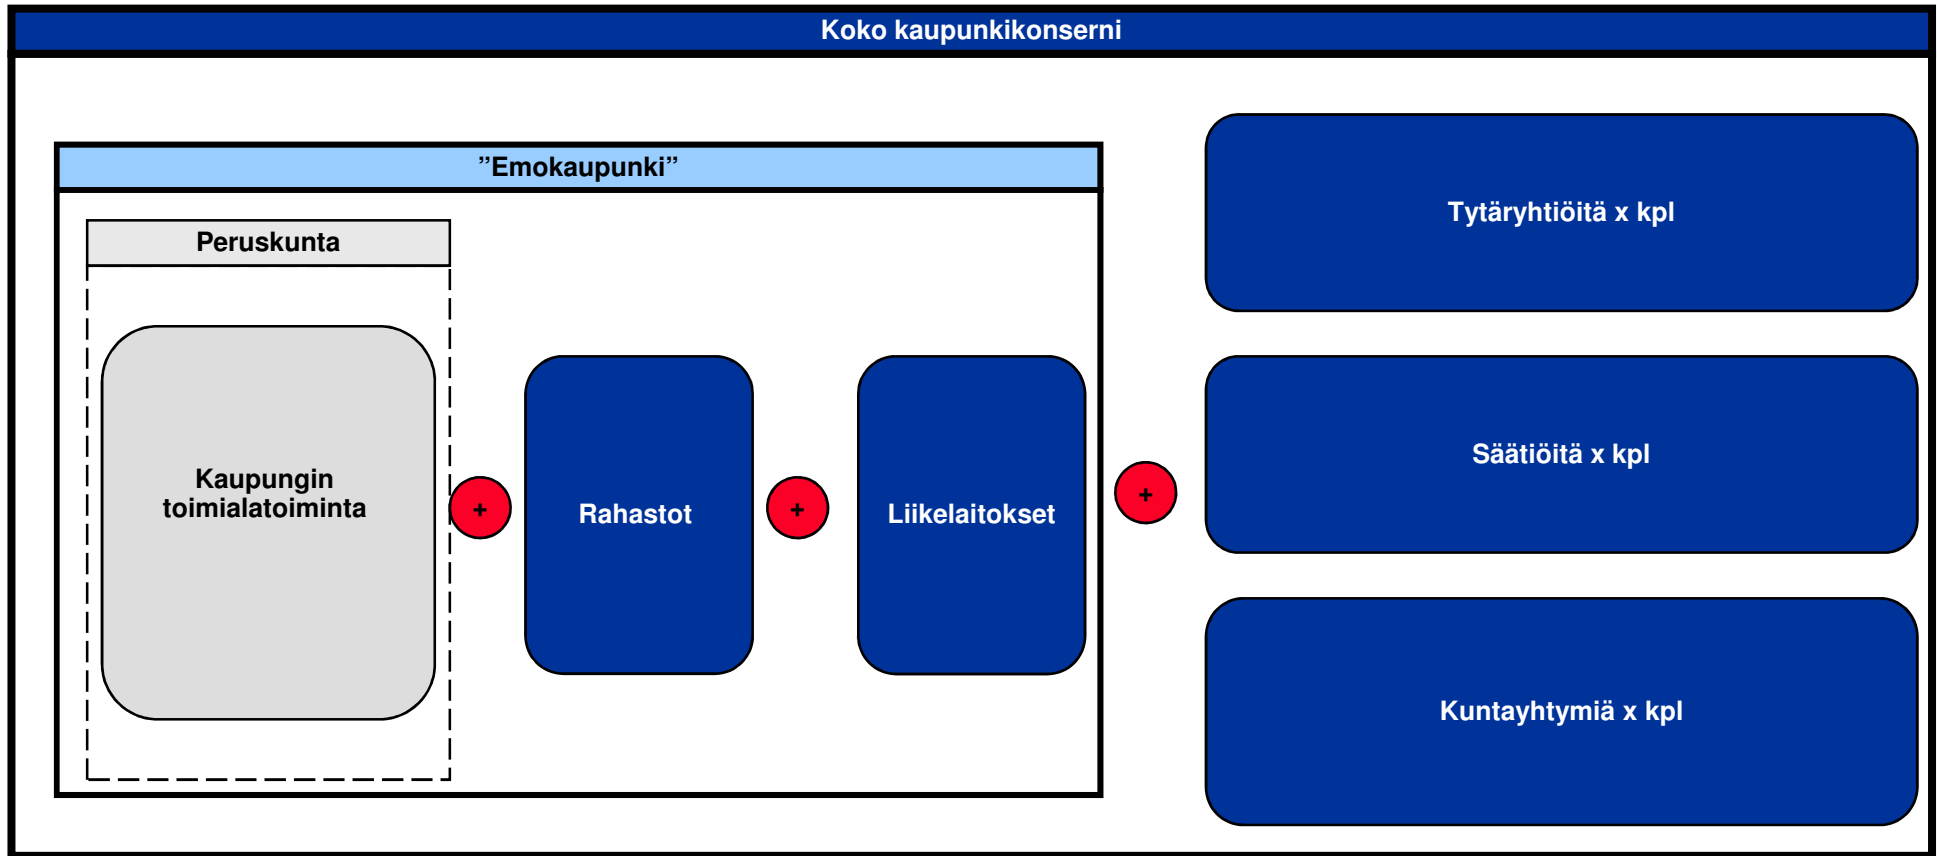 Koko kaupunkikonserni
”Emokaupunki”
Peruskunta
Kaupungin
toimialatoiminta
+
Rahastot
+
Liikelaitokset
+
Tytäryhtiöitä x kpl
Säätiöitä x kpl
Kuntayhtymiä x kpl